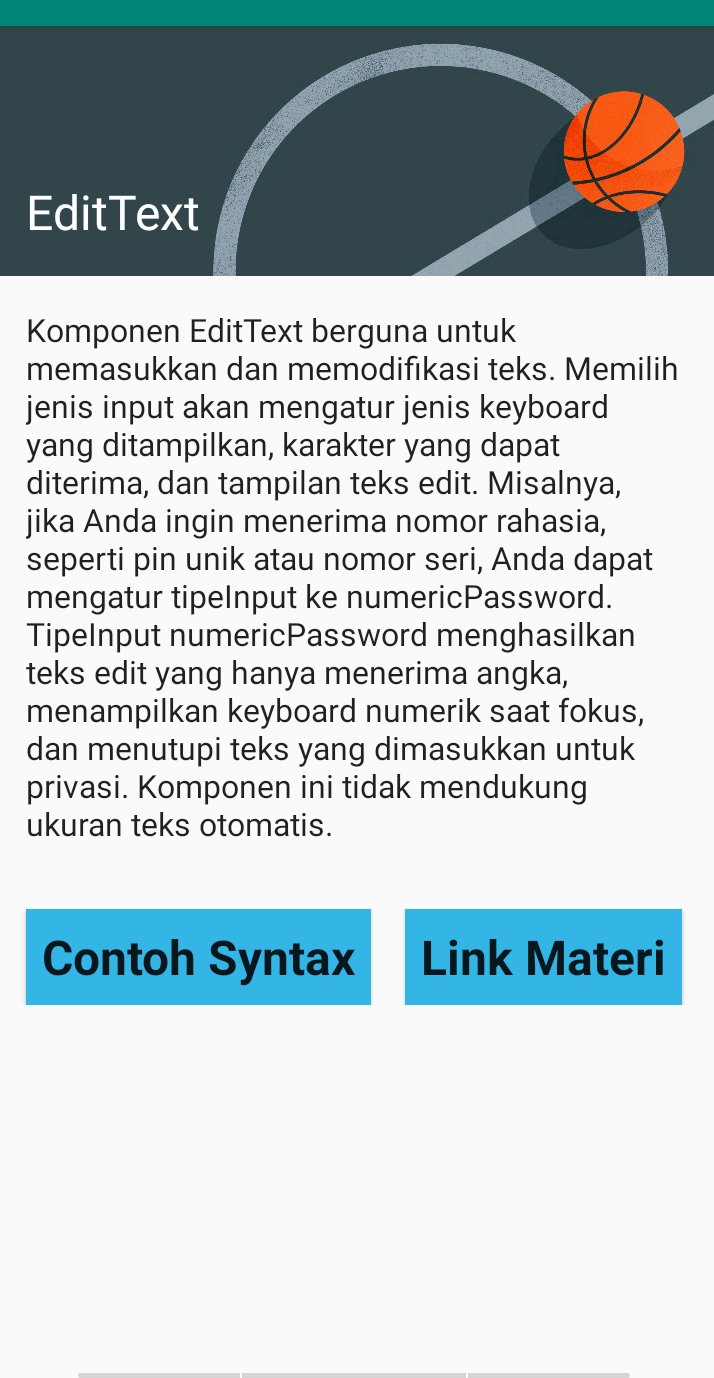 EditText
Komponen EditText berguna untuk
memasukkan dan memodifikasi teks. Memilih
jenis input akan mengatur jenis keyboard
yang ditampilkan, karakter yang dapat
diterima, dan tampilan teks edit. Misalnya,
jika Anda ingin menerima nomor rahasia,
seperti pin unik atau nomor seri, Anda dapat
mengatur tipeInput ke numericPassword.
TipeInput numericPassword menghasilkan
teks edit yang hanya menerima angka,
menampilkan keyboard numerik saat fokus,
dan menutupi teks yang dimasukkan untuk
privasi. Komponen ini tidak mendukung
ukuran teks otomatis.
Contoh Syntax
Link Materi